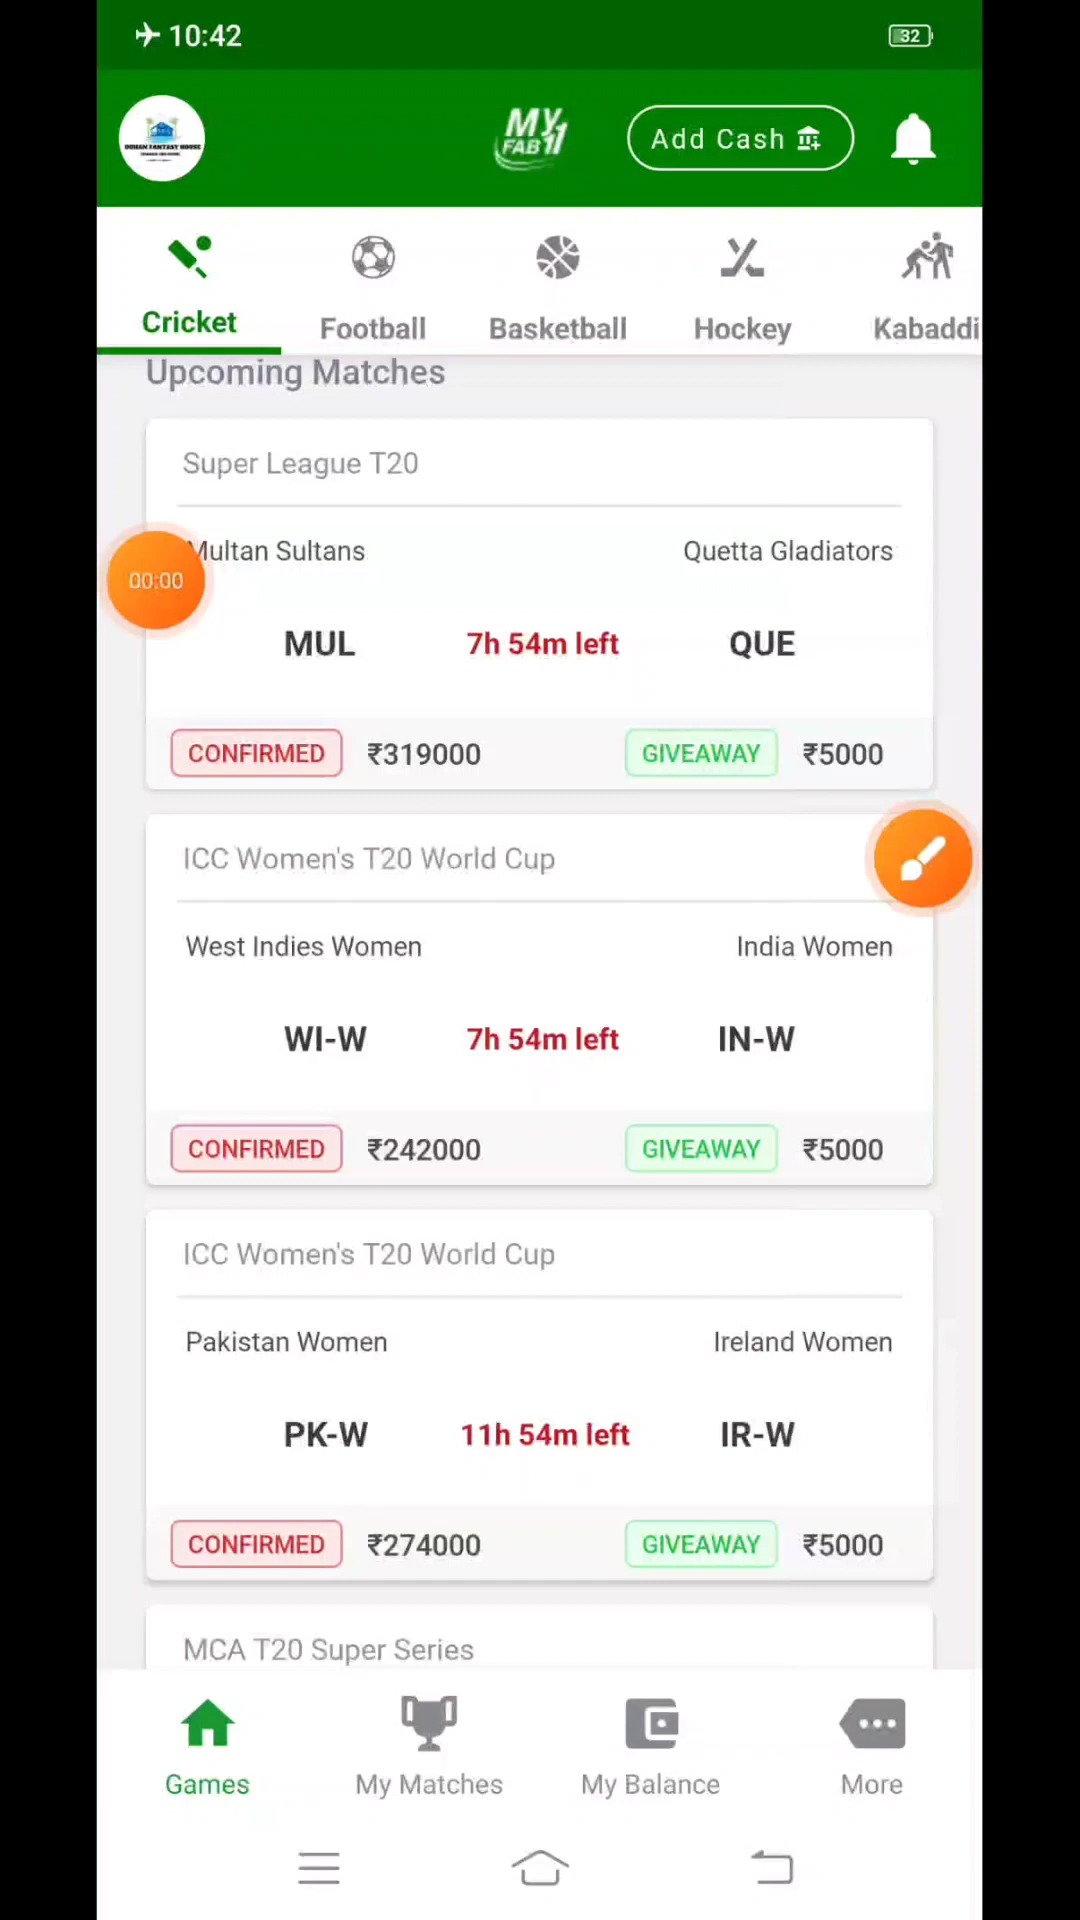 10:42
32
INDIAN FANTASY HOUSE
MY
FAB11
Add Cash
Cricket
Football
Basketball
Hockey
Kabaddi
Upcoming Matches
Super League T20
Multan Sultans
Quetta Gladiators
00:00
MUL
7h 54m left
QUE
CONFIRMED
₹319000
GIVEAWAY
₹5000
ICC Women's T20 World Cup
West Indies Women
India Women
WI-W
7h 54m left
IN-W
CONFIRMED
₹242000
GIVEAWAY
₹5000
ICC Women's T20 World Cup
Pakistan Women
Ireland Women
PK-W
11h 54m left
IR-W
CONFIRMED
₹274000
GIVEAWAY
₹5000
MCA T20 Super Series
Games
My Matches
My Balance
More